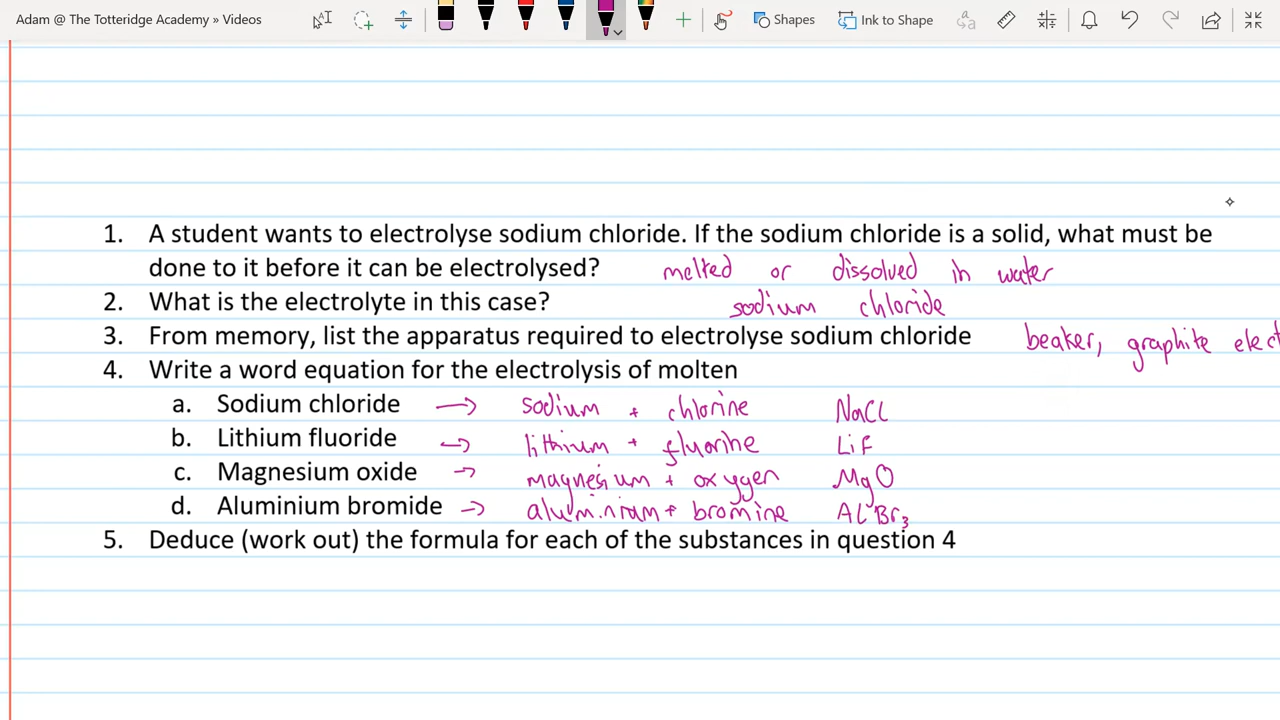 Adam @ The Totteridge Academy » Videos
Shapes
Ink to Shape
1. A student wants to electrolyse sodium chloride. If the sodium chloride is a solid, what must be
done to it before it can be electrolysed? melted or dissolved in water
2. What is the electrolyte in this case? sodium chloride
3. From memory, list the apparatus required to electrolyse sodium chloride beaker, graphite elect
4. Write a word equation for the electrolysis of molten
a. Sodium chloride → sodium + chlorine NaCl
b. Lithium fluoride → lithium + fluorine LiF
c. Magnesium oxide → magnesium + oxygen MgO
d. Aluminium bromide → aluminium + bromine AlBr₃
5. Deduce (work out) the formula for each of the substances in question 4